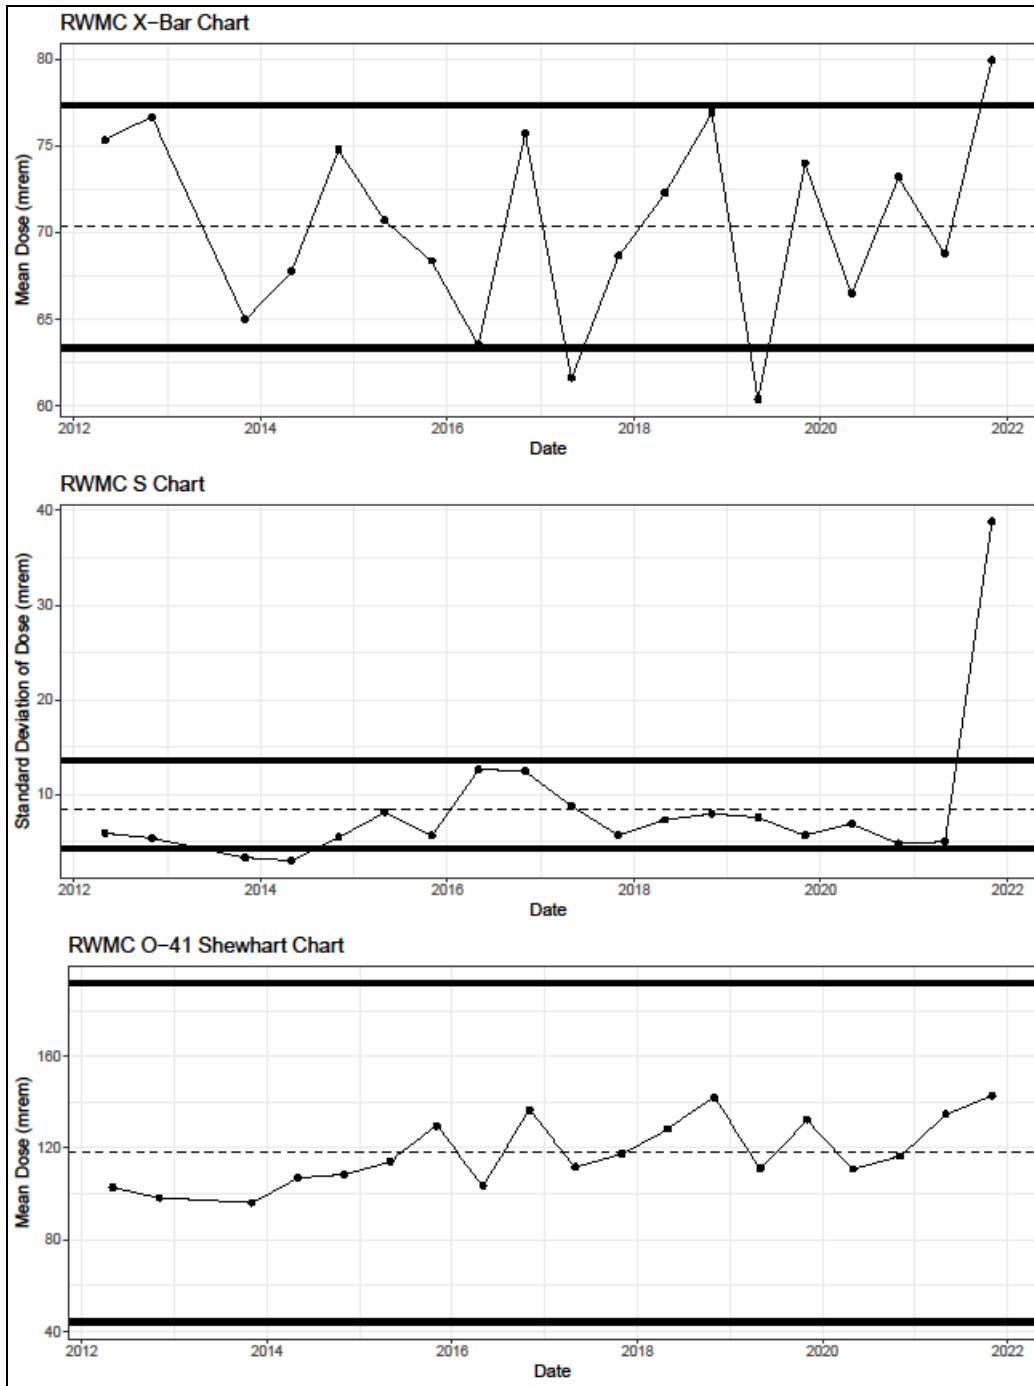 RWMC X−Bar Chart
Mean Dose (mrem)
80
75
70
65
60
2012 2014 2016 2018 2020 2022
Date
RWMC S Chart
Standard Deviation of Dose (mrem)
40
30
20
10
2012 2014 2016 2018 2020 2022
Date
RWMC O−41 Shewhart Chart
Mean Dose (mrem)
160
120
80
40
2012 2014 2016 2018 2020 2022
Date